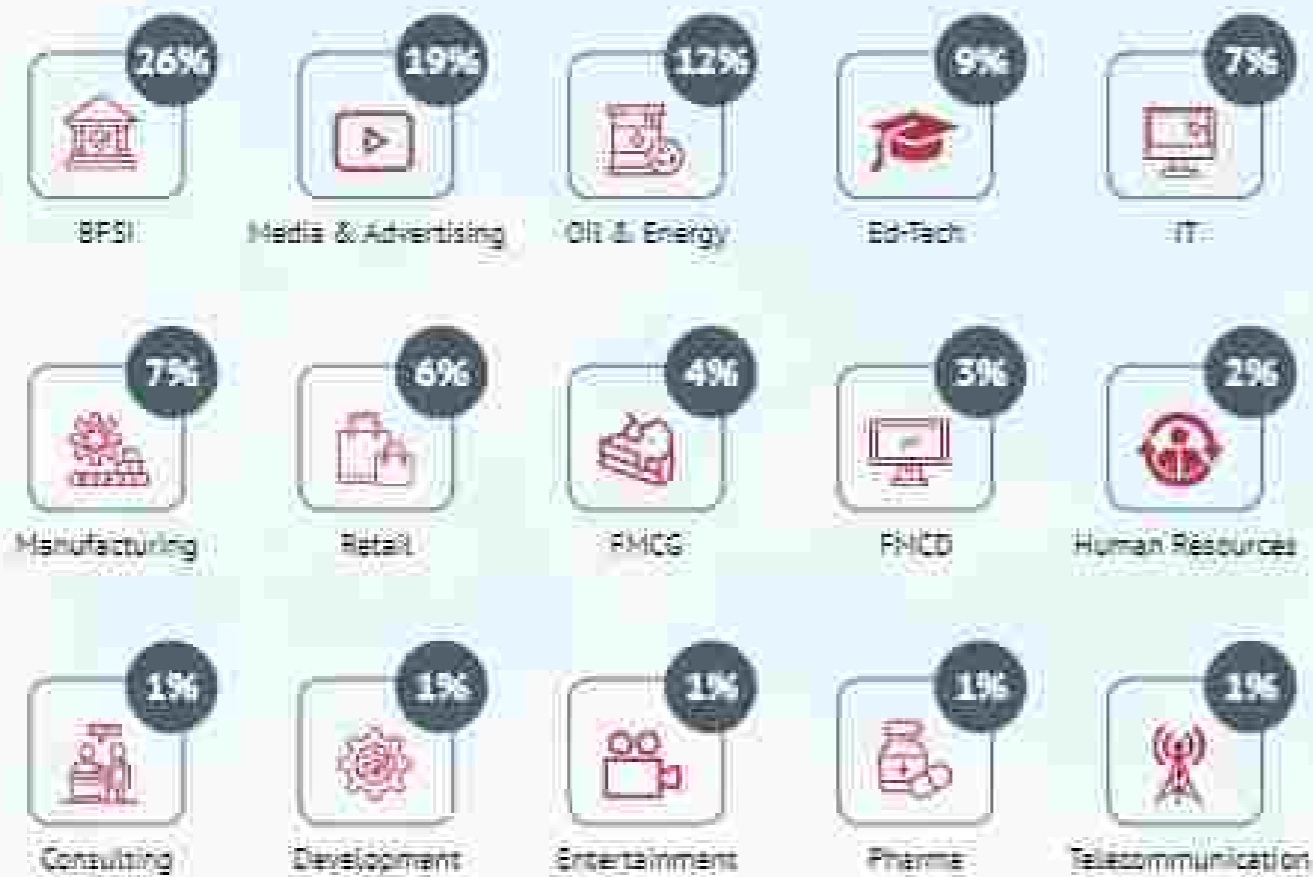 26% 19% 12% 9% 7%
BFSI Media & Advertising Oil & Energy Ed-Tech IT
7% 6% 4% 3% 2%
Manufacturing Retail FMCG FMCD Human Resources
1% 1% 1% 1% 1%
Consulting Development Entertainment Pharma Telecommunication